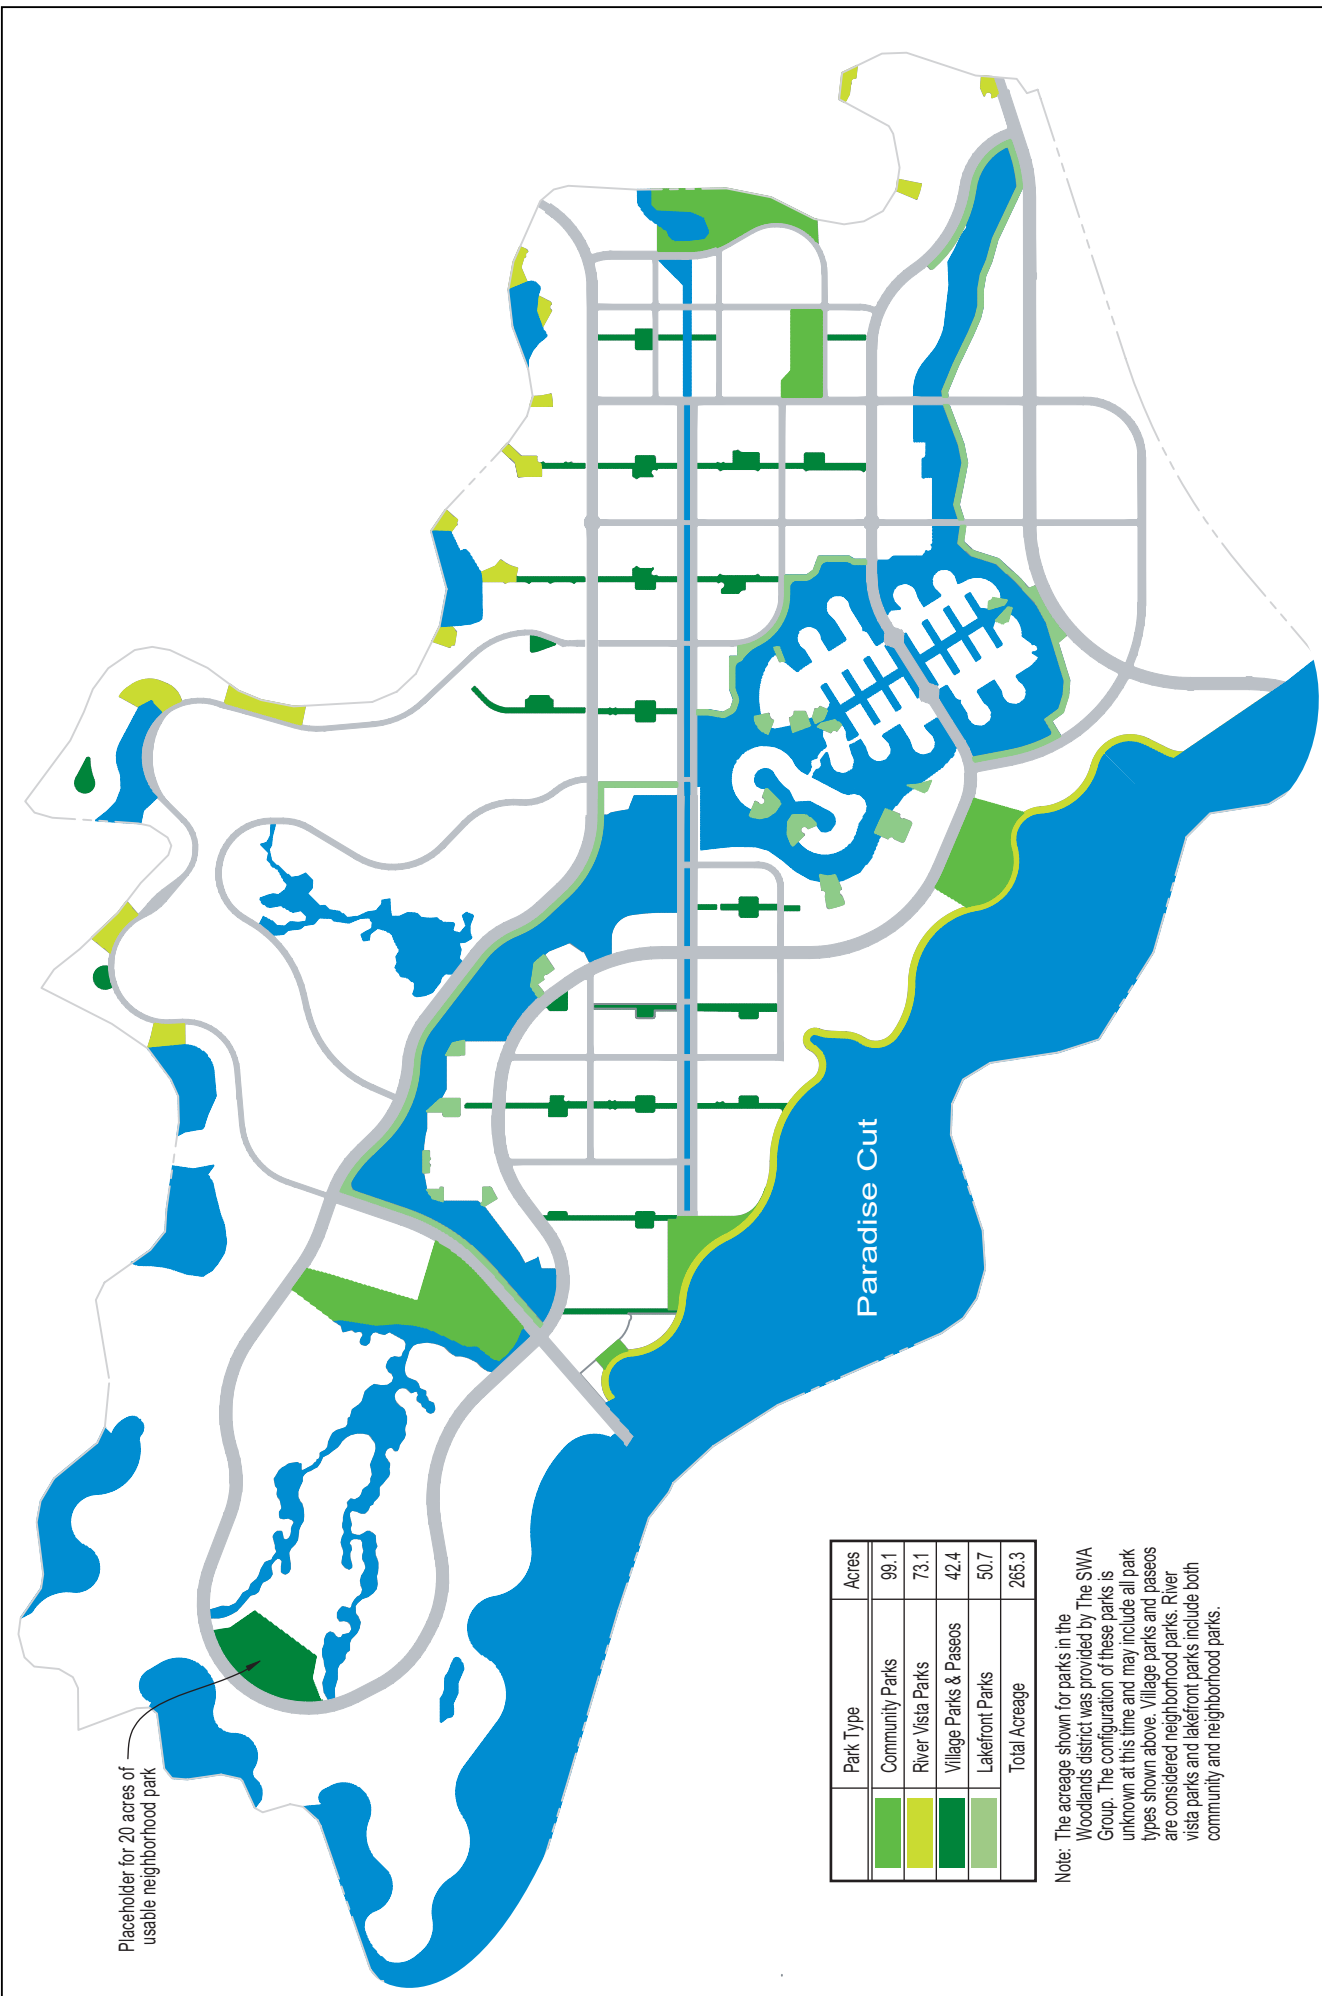 Placeholder for 20 acres of
usable neighborhood park
Paradise Cut
Park Type Acres
Community Parks 99.1
River Vista Parks 73.1
Village Parks & Paseos 42.4
Lakefront Parks 50.7
Total Acreage 265.3
Note: The acreage shown for parks in the
Woodlands district was provided by The SWA
Group. The configuration of these parks is
unknown at this time and may include all park
types shown above. Village parks and paseos
are considered neighborhood parks. River
vista parks and lakefront parks include both
community and neighborhood parks.